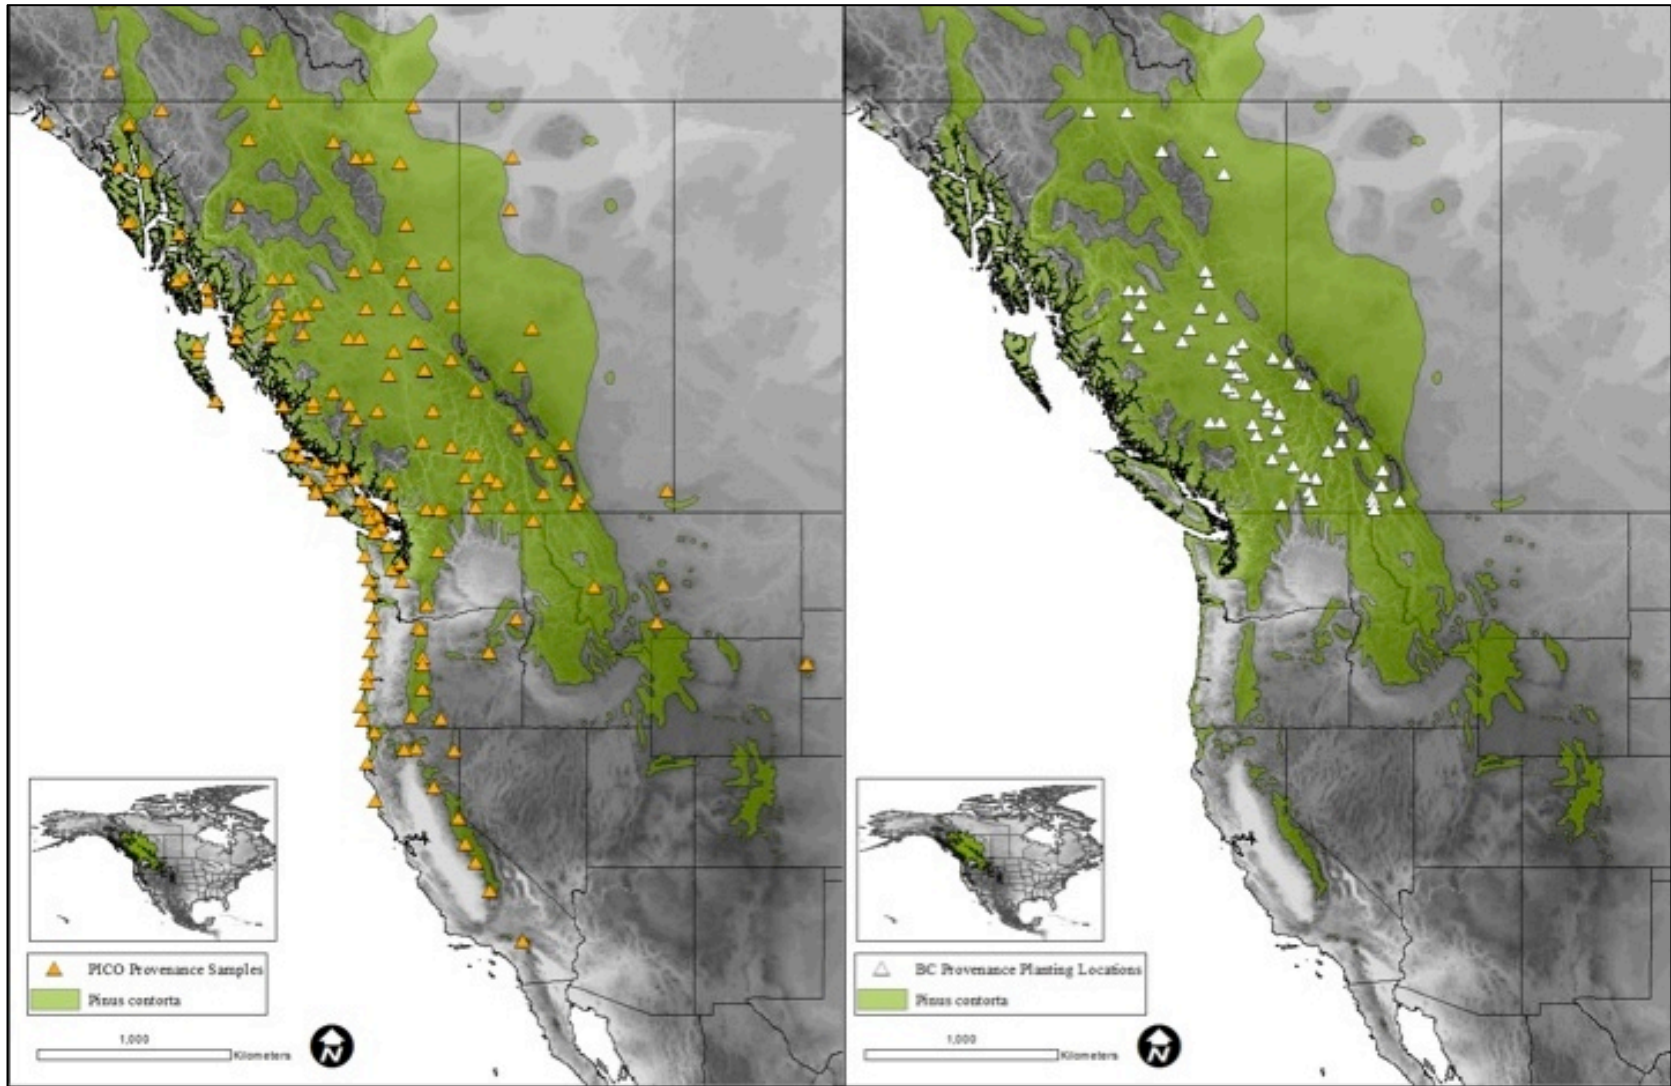 PICO Provenance Samples
Pinus contorta
1,000
Kilometers
N
BC Provenance Planting Locations
Pinus contorta
1,000
Kilometers
N